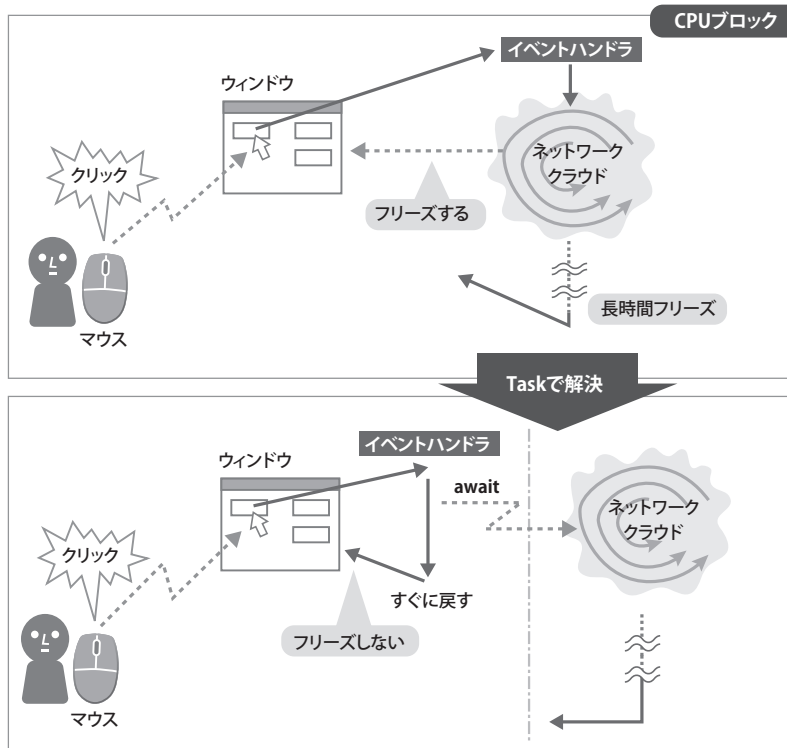 CPUブロック
イベントハンドラ
ウィンドウ
クリック
ネットワーク
クラウド
フリーズする
長時間フリーズ
マウス
Taskで解決
イベントハンドラ
ウィンドウ
await
ネットワーク
クラウド
クリック
すぐに戻す
フリーズしない
マウス